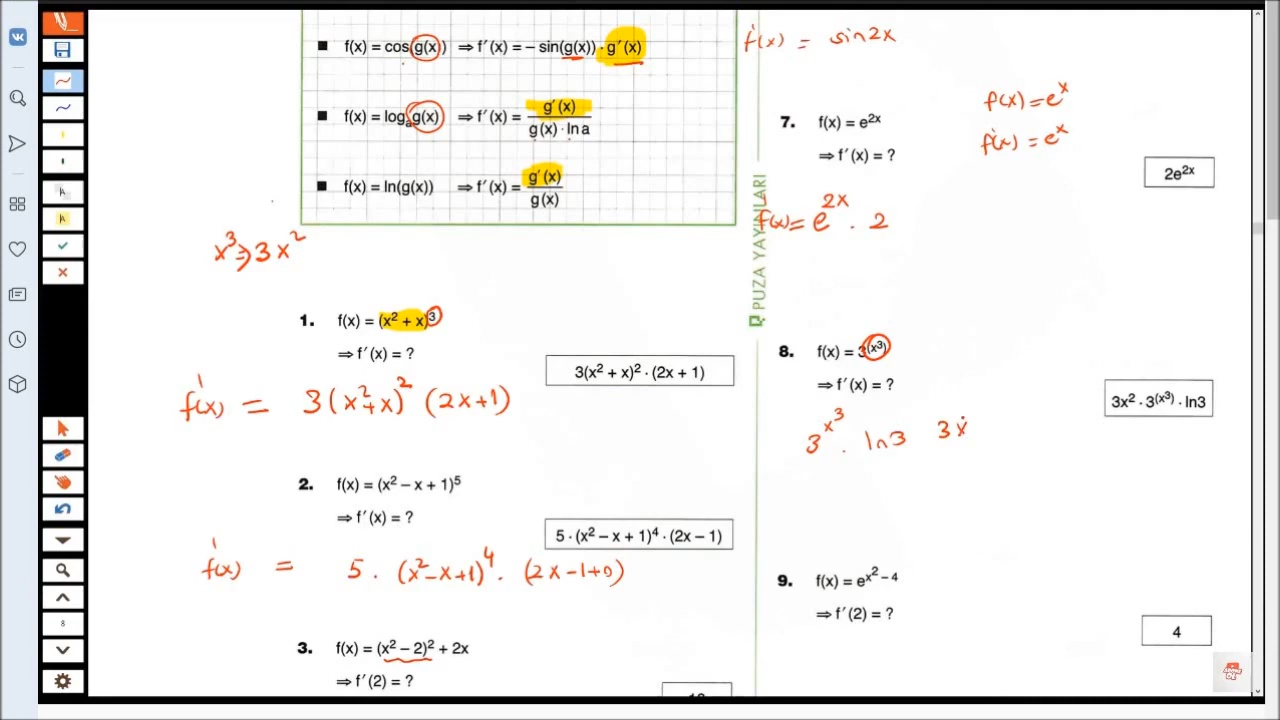 f(x) = cos(g(x)) ⇒ f′(x) = – sin(g(x)) · g′(x)
f(x) = logₐg(x) ⇒ f′(x) = g′(x) / g(x) · ln a
f(x) = ln(g(x)) ⇒ f′(x) = g′(x) / g(x)
x³ ⇒ 3x²
1. f(x) = (x² + x)³
⇒ f′(x) = ?
3(x² + x)² · (2x + 1)
f′(x) = 3(x²+x)² (2x+1)
2. f(x) = (x² – x + 1)⁵
⇒ f′(x) = ?
5 · (x² – x + 1)⁴ · (2x – 1)
f′(x) = 5 · (x²-x+1)⁴ · (2x-1+0)
3. f(x) = (x² – 2)² + 2x
⇒ f′(2) = ?
f′(x) = sin2x
f(x) = eˣ
f′(x) = eˣ
7. f(x) = e²ˣ
⇒ f′(x) = ?
2e²ˣ
f′(x) = e²ˣ . 2
PUZA YAYINLARI
8. f(x) = 3^(x³)
⇒ f′(x) = ?
3x² · 3^(x³) · ln3
3^x³ . ln3 3x
9. f(x) = e^x² – 4
⇒ f′(2) = ?
4
8